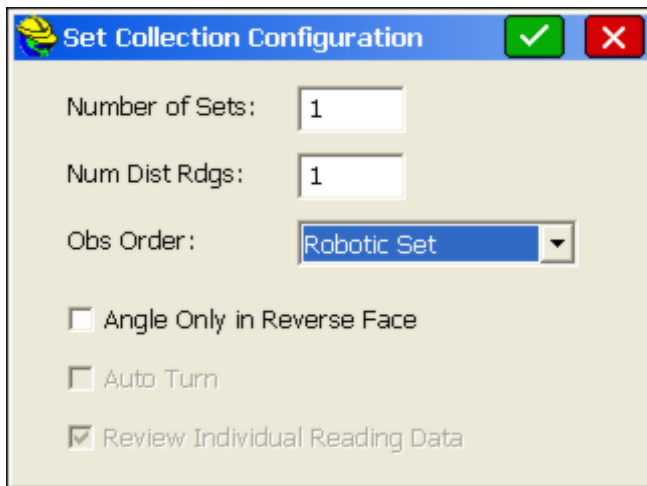 Set Collection Configuration
Number of Sets: 1
Num Dist Rdgs: 1
Obs Order: Robotic Set
Angle Only in Reverse Face
Auto Turn
Review Individual Reading Data